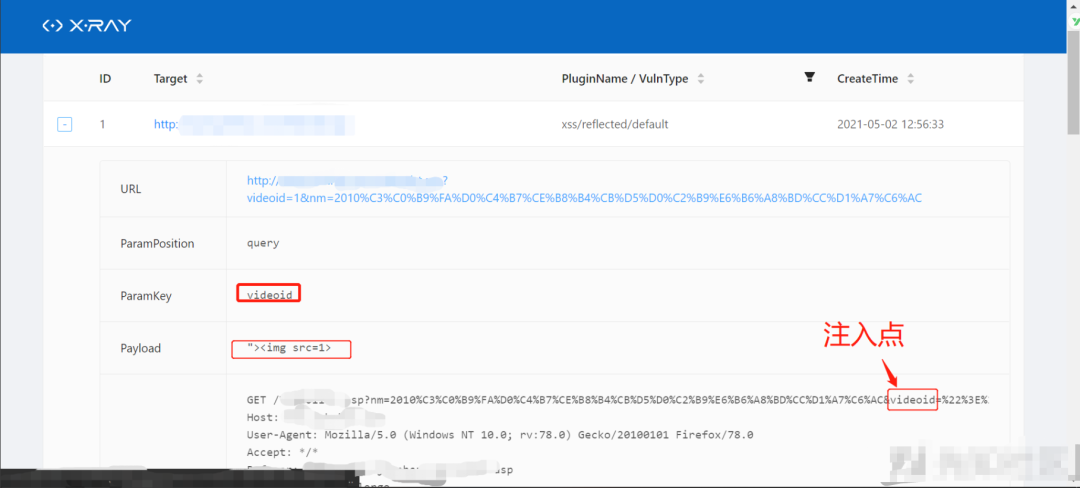 X-RAY
ID Target PluginName / VulnType CreateTime
1 http: xss/reflected/default 2021-05-02 12:56:33
URL http:// ?
videoid=1&nm=2010%C3%C0%B9%FA%D0%C4%B7%CE%B8%B4%CB%D5%D0%C2%B9%E6%B6%A8%BD%CC%D1%A7%C6%AC
ParamPosition query
ParamKey videoid
Payload "><img src=1>
注入点
GET / sp?nm=2010%C3%C0%B9%FA%D0%C4%B7%CE%B8%B4%CB%D5%D0%C2%B9%E6%B6%A8%BD%CC%D1%A7%C6%AC&videoid=%22%3E%
Host:
User-Agent: Mozilla/5.0 (Windows NT 10.0; rv:78.0) Gecko/20100101 Firefox/78.0
Accept: */*
sp